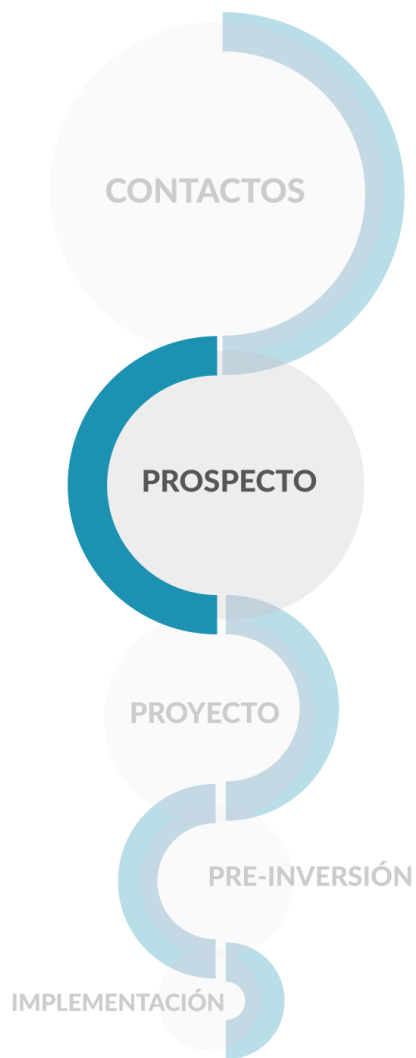 CONTACTOS
PROSPECTO
PROYECTO
PRE-INVERSIÓN
IMPLEMENTACIÓN